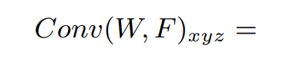 Conv(W, F)xyz =